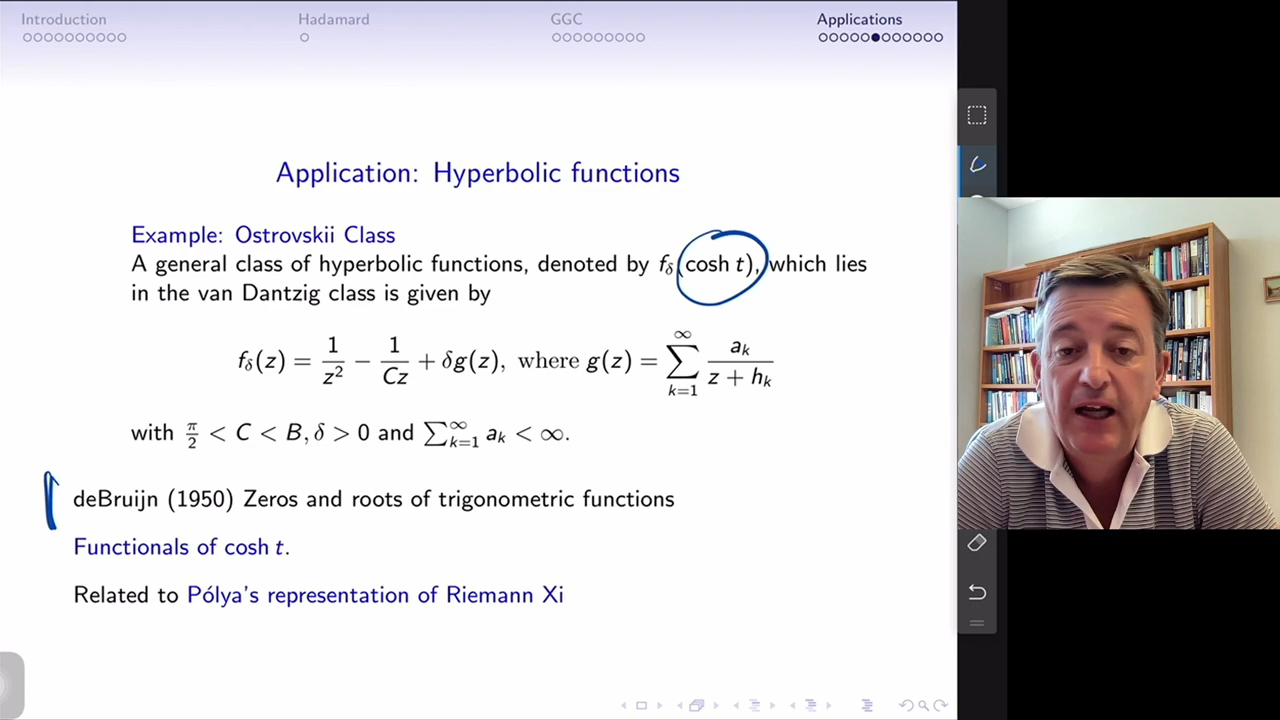 Introduction Hadamard GGC Applications
Application: Hyperbolic functions
Example: Ostrovskii Class
A general class of hyperbolic functions, denoted by f_δ(cosh t), which lies
in the van Dantzig class is given by
f_δ(z) = 1/z² − 1/(Cz) + δg(z), where g(z) = ∑_{k=1}^∞ a_k/(z + h_k)
with π/2 < C < B, δ > 0 and ∑_{k=1}^∞ a_k < ∞.
deBruijn (1950) Zeros and roots of trigonometric functions
Functionals of cosh t.
Related to Pólya's representation of Riemann Xi